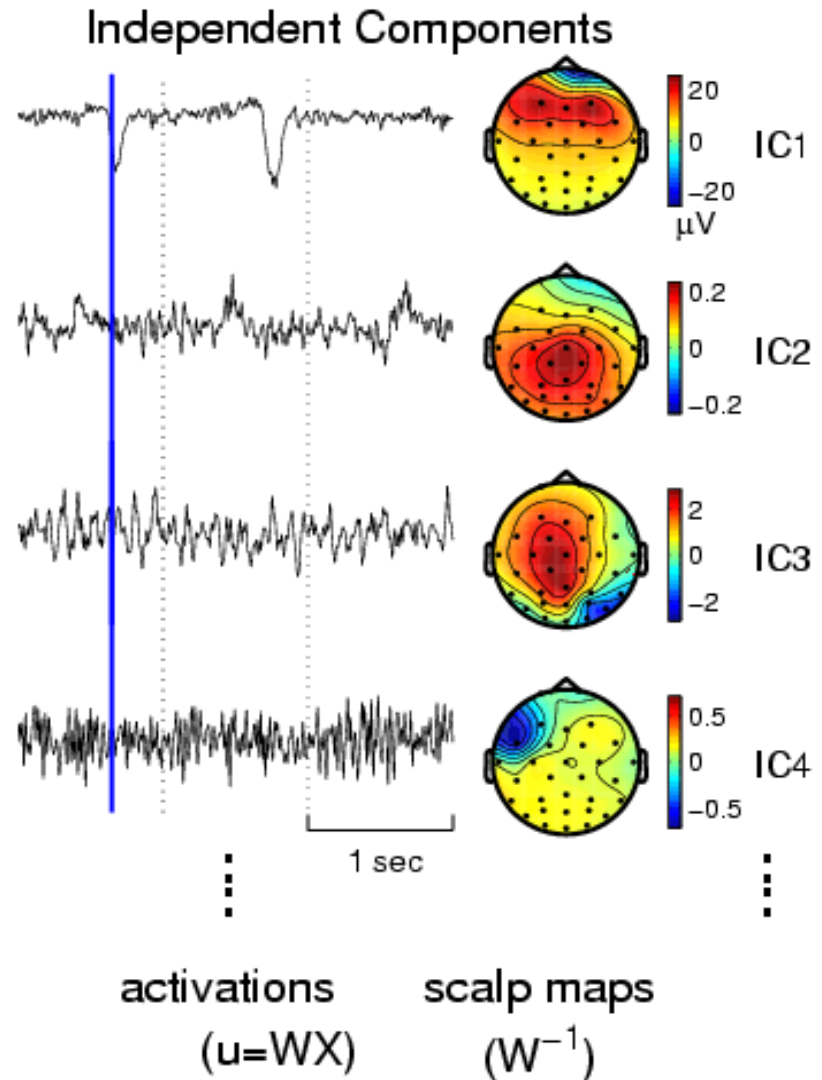 Independent Components
20
0
−20
μV
IC1
0.2
0
−0.2
IC2
2
0
−2
IC3
0.5
0
−0.5
IC4
1 sec
activations scalp maps
(u=WX) (W⁻¹)